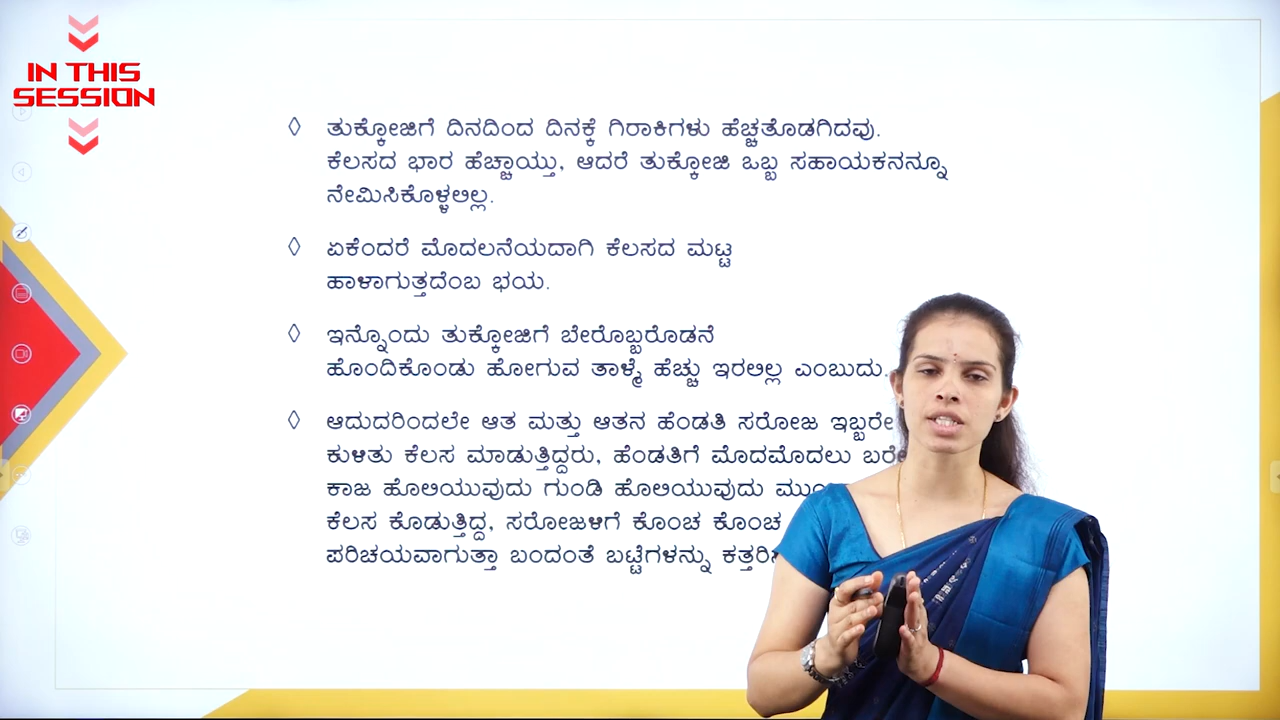 IN THIS
SESSION
◊ ತುಕ್ಕೋಜಿಗೆ ದಿನದಿಂದ ದಿನಕ್ಕೆ ಗಿರಾಕಿಗಳು ಹೆಚ್ಚತೊಡಗಿದವು.
ಕೆಲಸದ ಭಾರ ಹೆಚ್ಚಾಯ್ತು, ಆದರೆ ತುಕ್ಕೋಜಿ ಒಬ್ಬ ಸಹಾಯಕನನ್ನೂ
ನೇಮಿಸಿಕೊಳ್ಳಲಿಲ್ಲ.
◊ ಏಕೆಂದರೆ ಮೊದಲನೆಯದಾಗಿ ಕೆಲಸದ ಮಟ್ಟ
ಹಾಳಾಗುತ್ತದೆಂಬ ಭಯ.
◊ ಇನ್ನೊಂದು ತುಕ್ಕೋಜಿಗೆ ಬೇರೊಬ್ಬರೊಡನೆ
ಹೊಂದಿಕೊಂಡು ಹೋಗುವ ತಾಳ್ಮೆ ಹೆಚ್ಚು ಇರಲಿಲ್ಲ ಎಂಬುದು.
◊ ಆದುದರಿಂದಲೇ ಆತ ಮತ್ತು ಆತನ ಹೆಂಡತಿ ಸರೋಜ ಇಬ್ಬರೇ
ಕುಳಿತು ಕೆಲಸ ಮಾಡುತ್ತಿದ್ದರು, ಹೆಂಡತಿಗೆ ಮೊದಮೊದಲು
ಕಾಜ ಹೊಲಿಯುವುದು ಗುಂಡಿ ಹೊಲಿಯುವುದು
ಕೆಲಸ ಕೊಡುತ್ತಿದ್ದ, ಸರೋಜಳಿಗೆ ಕೊಂಚ ಕೊಂಚ
ಪರಿಚಯವಾಗುತ್ತಾ ಬಂದಂತೆ ಬಟ್ಟೆಗಳನ್ನು